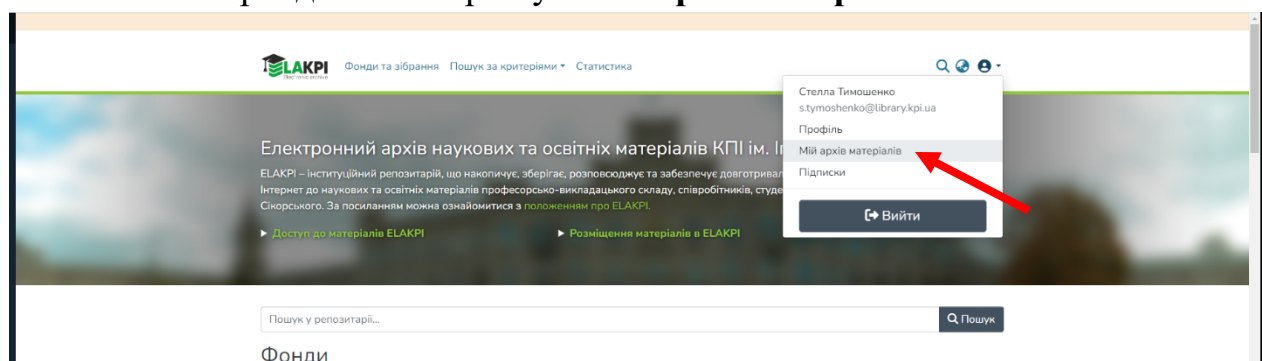 ELAKPI
Фонди та зібрання Пошук за критеріями Статистика
Стелла Тимошенко
s.tymoshenko@library.kpi.ua
Профіль
Мій архів матеріалів
Підписки
Вийти
Електронний архів наукових та освітніх матеріалів КПІ ім.
ELAKPI – інституційний репозитарій, що накопичує, зберігає, розповсюджує та забезпечує
Інтернет до наукових та освітніх матеріалів професорсько-викладацького складу, співробітників,
Сікорського. За посиланням можна ознайомитися з положенням про ELAKPI.
Доступ до матеріалів ELAKPI
Розміщення матеріалів в ELAKPI
Пошук у репозитарії...
Пошук
Фонди